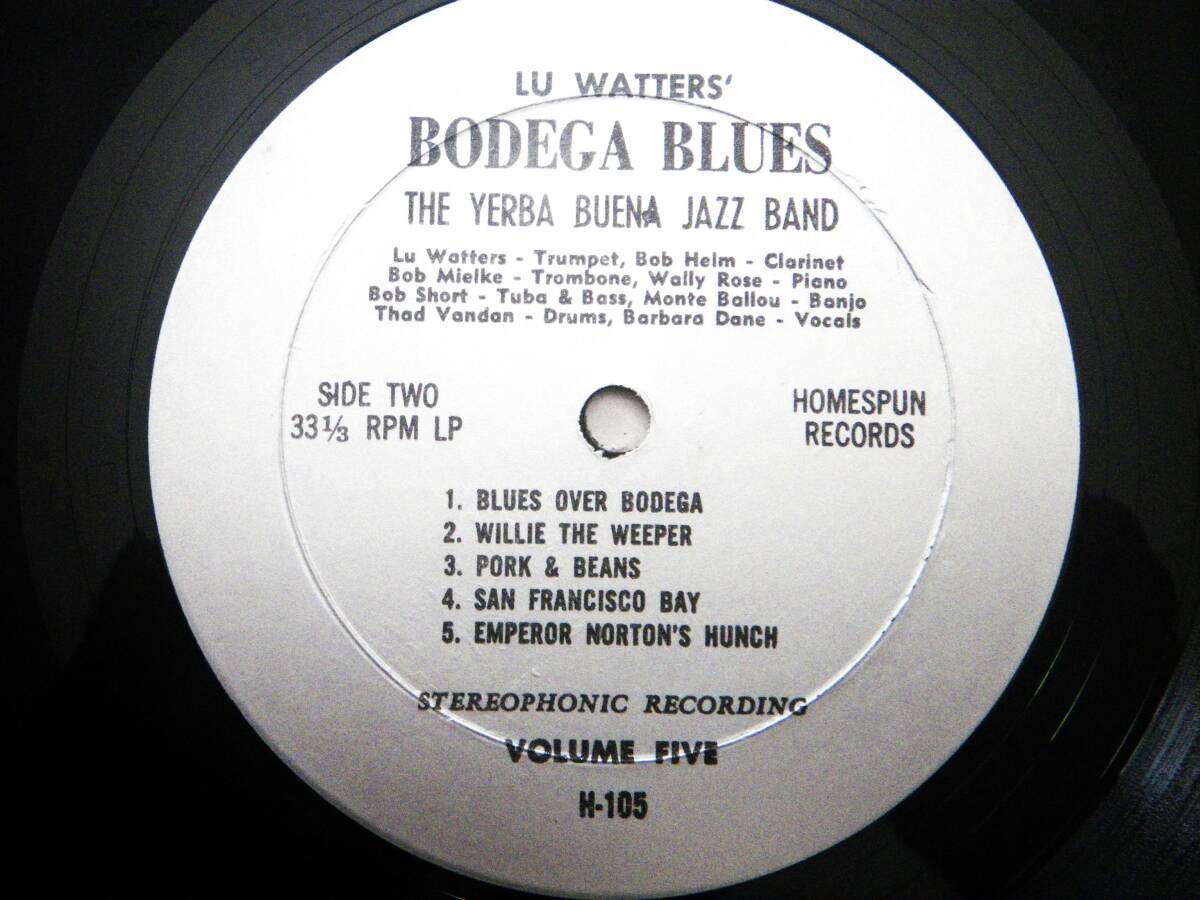 LU WATTERS'
BODEGA BLUES
THE YERBA BUENA JAZZ BAND
Lu Watters - Trumpet, Bob Helm - Clarinet
Bob Mielke - Trombone, Wally Rose - Piano
Bob Short - Tuba & Bass, Monte Ballou - Banjo
Thad Vandan - Drums, Barbara Dane - Vocals
SIDE TWO
33⅓ RPM LP
HOMESPUN
RECORDS
1. BLUES OVER BODEGA
2. WILLIE THE WEEPER
3. PORK & BEANS
4. SAN FRANCISCO BAY
5. EMPEROR NORTON'S HUNCH
STEREOPHONIC RECORDING
VOLUME FIVE
H-105